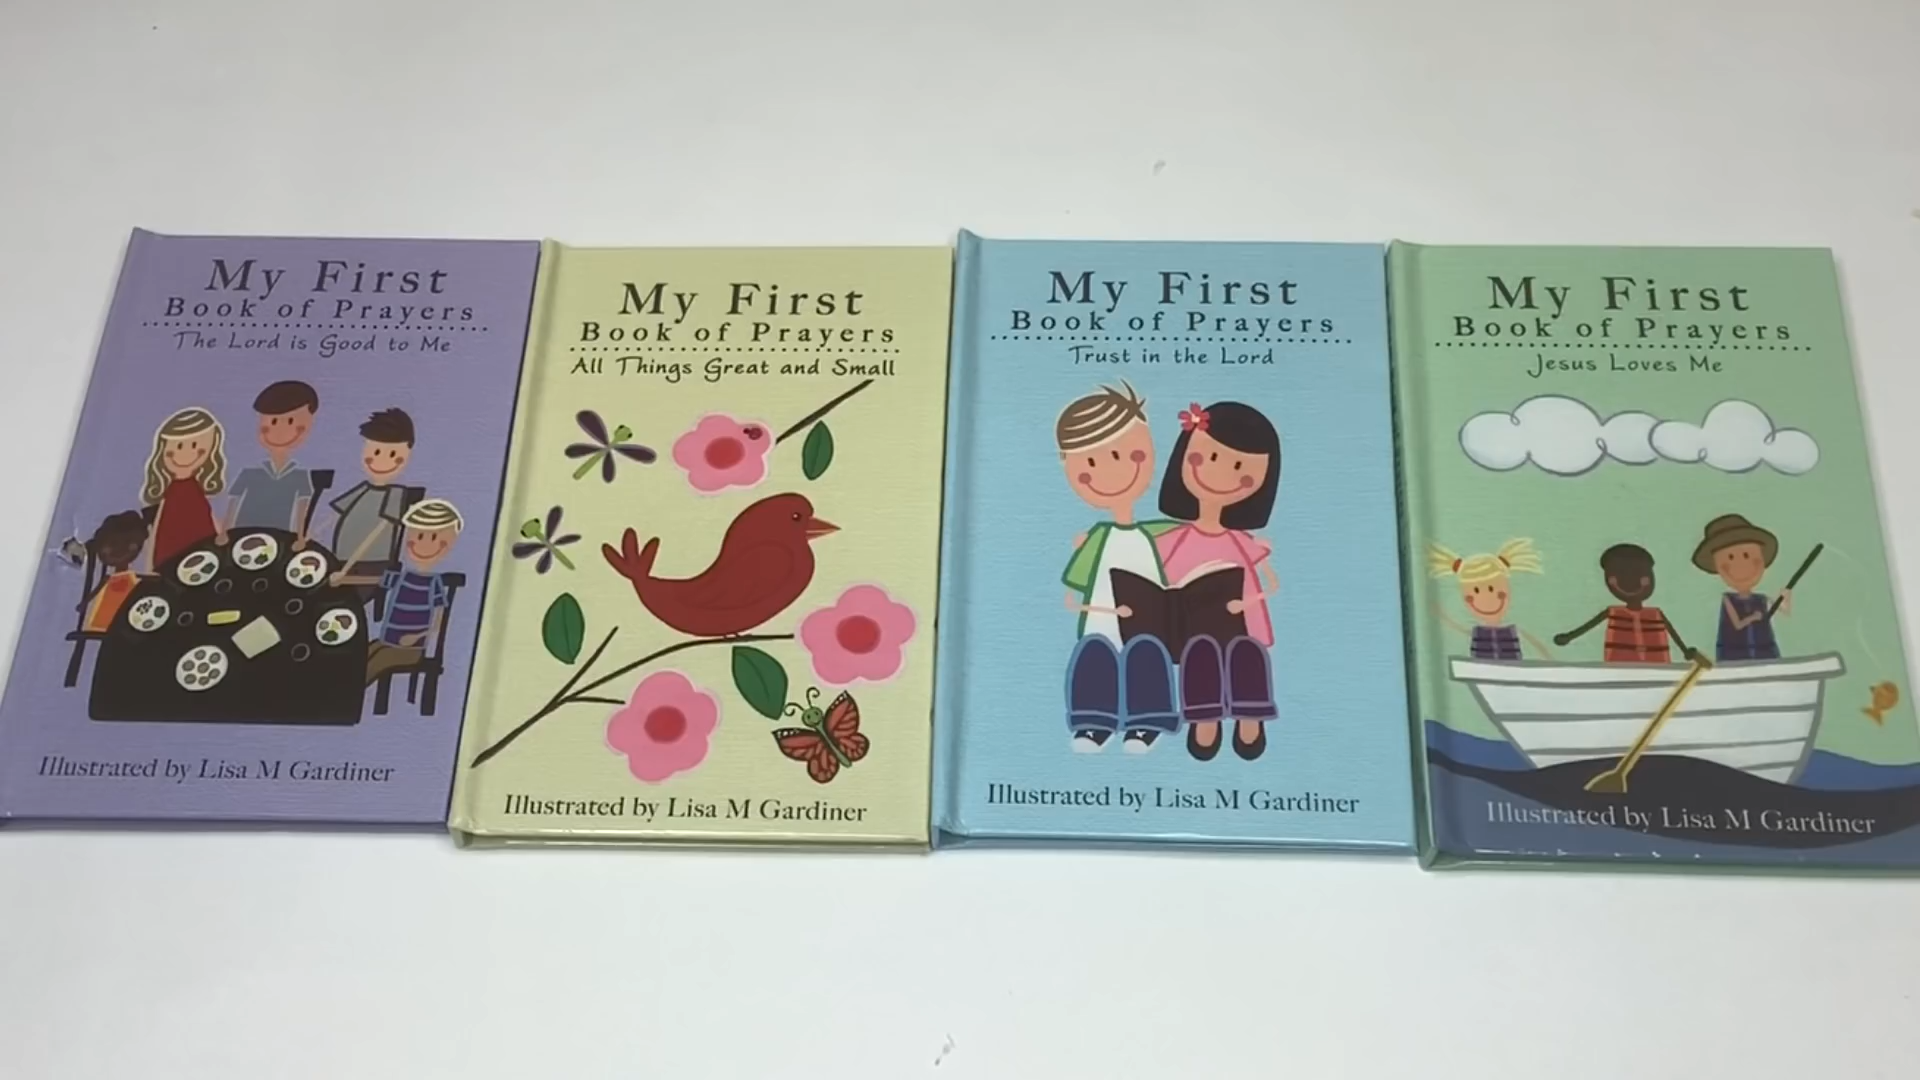 My First
Book of Prayers
The Lord is Good to Me
Illustrated by Lisa M Gardiner
My First
Book of Prayers
All Things Great and Small
Illustrated by Lisa M Gardiner
My First
Book of Prayers
Trust in the Lord
Illustrated by Lisa M Gardiner
My First
Book of Prayers
Jesus Loves Me
Illustrated by Lisa M Gardiner